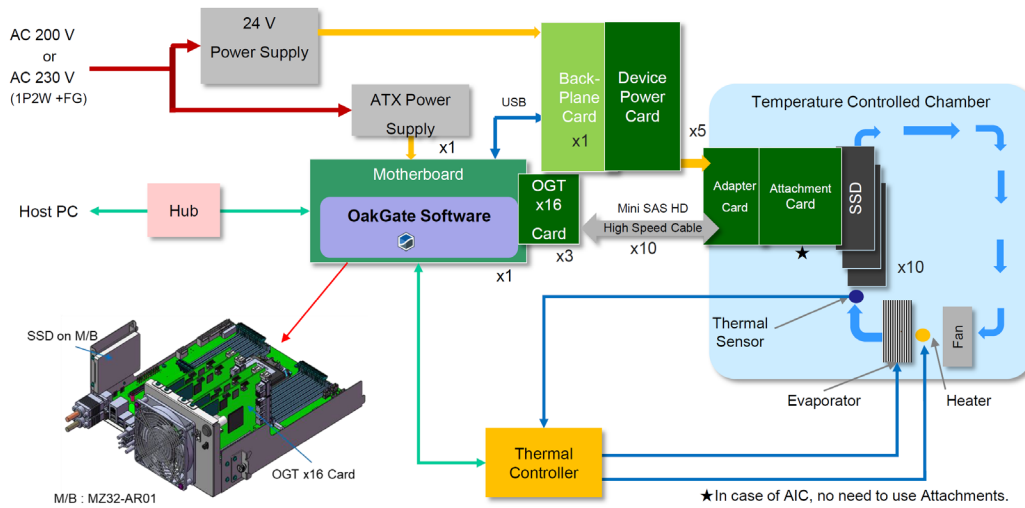 AC 200 V
or
AC 230 V
(1P2W +FG)
24 V
Power Supply
ATX Power
Supply
x1
USB
Back-
Plane
Card
x1
Device
Power
Card
x5
Temperature Controlled Chamber
Motherboard
OakGate Software
x1
OGT
x16
Card
x3
Mini SAS HD
High Speed Cable
x10
Adapter
Card
Attachment
Card
★
SSD
x10
Host PC
Hub
Thermal
Sensor
Fan
Evaporator
Heater
SSD on M/B
OGT x16 Card
M/B : MZ32-AR01
Thermal
Controller
★In case of AIC, no need to use Attachments.